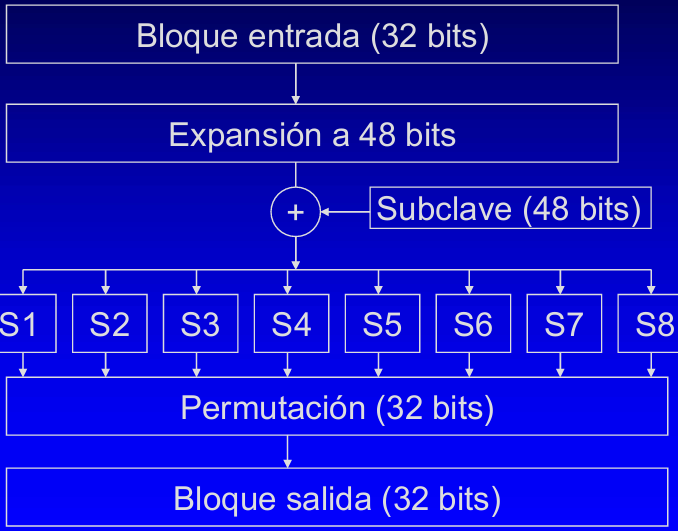 Bloque entrada (32 bits)
Expansión a 48 bits
+
Subclave (48 bits)
S1 S2 S3 S4 S5 S6 S7 S8
Permutación (32 bits)
Bloque salida (32 bits)